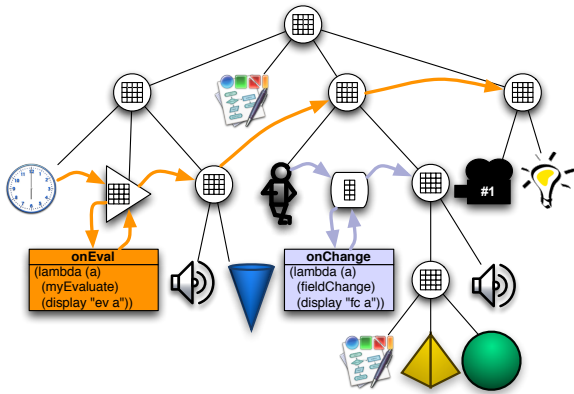 #1
onEval
(lambda (a)
(myEvaluate)
(display "ev a"))
onChange
(lambda (a)
(fieldChange)
(display "fc a"))